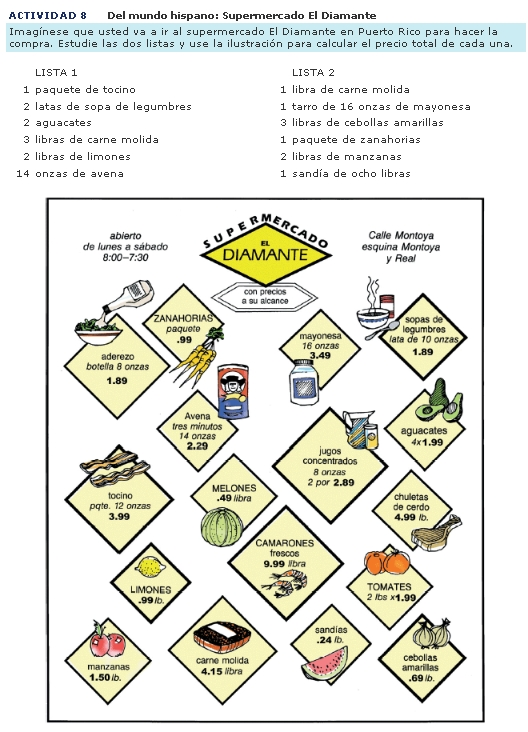 ACTIVIDAD 8 Del mundo hispano: Supermercado El Diamante
Imagínese que usted va a ir al supermercado El Diamante en Puerto Rico para hacer la
compra. Estudie las dos listas y use la ilustración para calcular el precio total de cada una.
LISTA 1
1 paquete de tocino
2 latas de sopa de legumbres
2 aguacates
3 libras de carne molida
2 libras de limones
14 onzas de avena
LISTA 2
1 libra de carne molida
1 tarro de 16 onzas de mayonesa
3 libras de cebollas amarillas
1 paquete de zanahorias
2 libras de manzanas
1 sandía de ocho libras
abierto
de lunes a sábado
8:00–7:30
SUPERMERCADO
EL
DIAMANTE
con precios
a su alcance
Calle Montoya
esquina Montoya
y Real
aderezo
botella 8 onzas
1.89
ZANAHORIAS
paquete
.99
mayonesa
16 onzas
3.49
sopas de
legumbres
lata de 10 onzas
1.89
Avena
tres minutos
14 onzas
2.29
jugos
concentrados
8 onzas
2 por 2.89
aguacates
4x1.99
tocino
pqte. 12 onzas
3.99
MELONES
.49 libra
chuletas
de cerdo
4.99 lb.
CAMARONES
frescos
9.99 libra
LIMONES
.99 lb.
TOMATES
2 lbs x1.99
manzanas
1.50 lb.
carne molida
4.15 libra
sandías
.24 lb.
cebollas
amarillas
.69 lb.